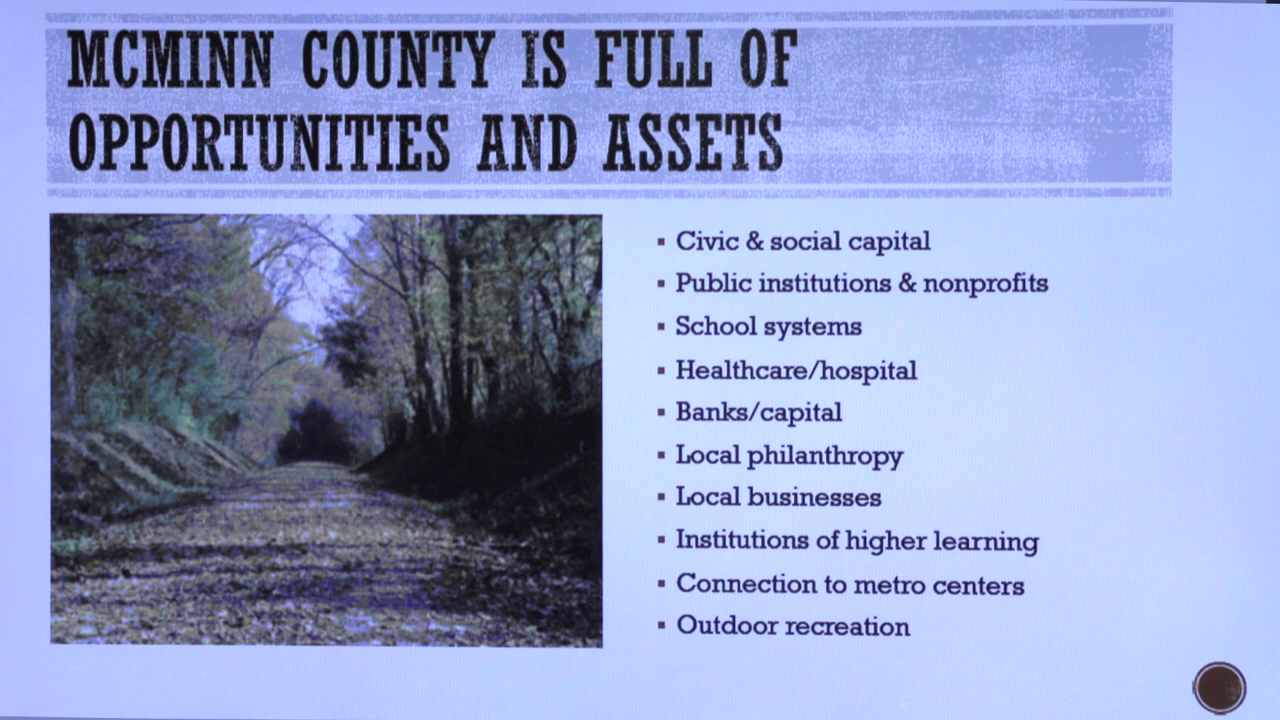 MCMINN COUNTY IS FULL OF
OPPORTUNITIES AND ASSETS
▪ Civic & social capital
▪ Public institutions & nonprofits
▪ School systems
▪ Healthcare/hospital
▪ Banks/capital
▪ Local philanthropy
▪ Local businesses
▪ Institutions of higher learning
▪ Connection to metro centers
▪ Outdoor recreation